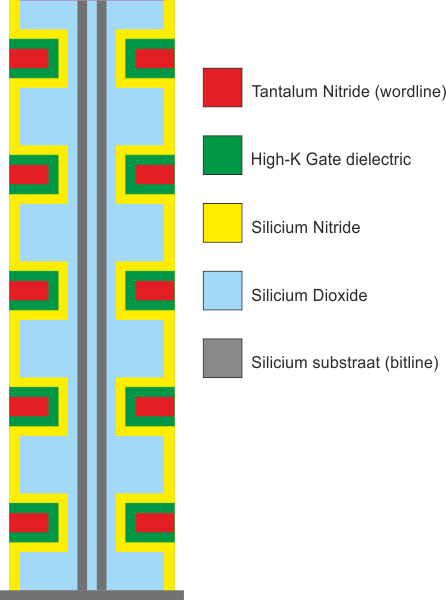 Tantalum Nitride (wordline)
High-K Gate dielectric
Silicium Nitride
Silicium Dioxide
Silicium substraat (bitline)